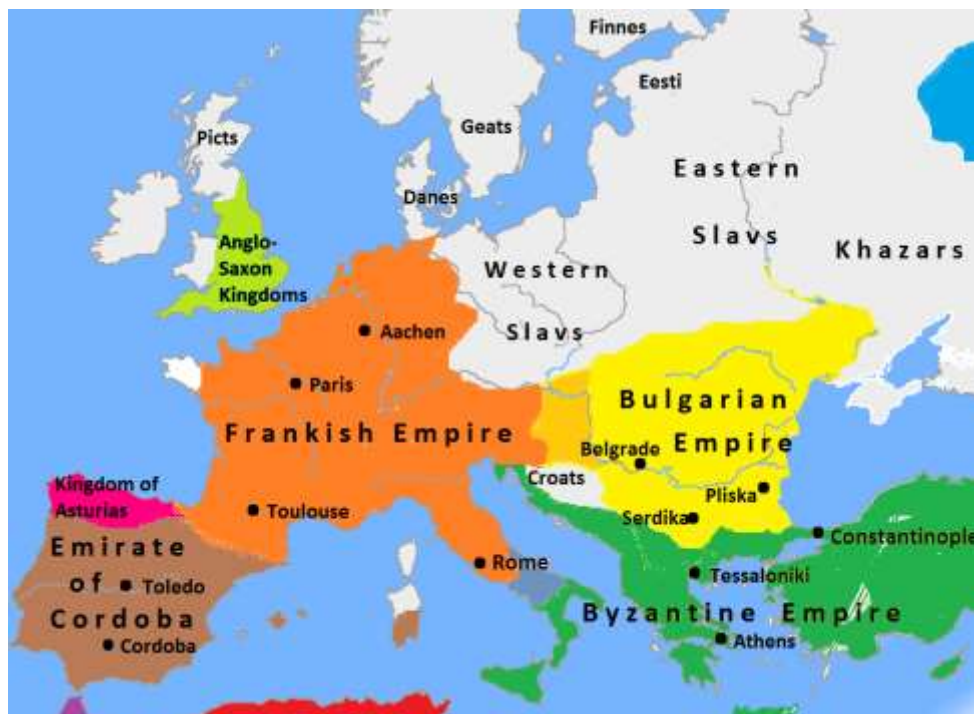 Finnes
Eesti
Geats
Picts
Eastern
Slavs
Danes
Khazars
Anglo-
Saxon
Kingdoms
Western
Slavs
Aachen
Paris
Bulgarian
Empire
Frankish Empire
Belgrade
Croats
Pliska
Kingdom of
Asturias
Toulouse
Serdika
Constantinople
Emirate
of
Cordoba
Rome
Tessaloniki
Toledo
Byzantine Empire
Athens
Cordoba